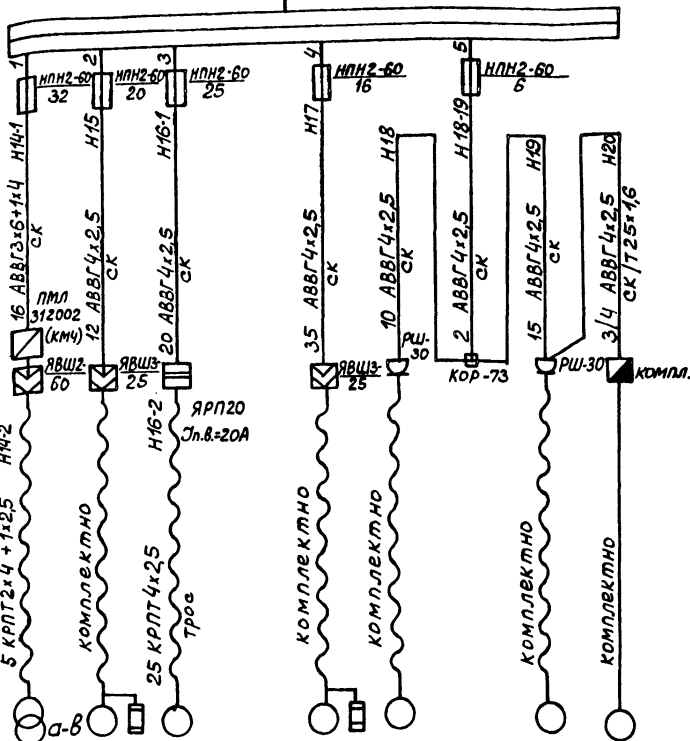 1
НПН2-60
32
Н14-1
16 АВВГ3х6+1х4
СК
ПМЛ
312002
(КМ4)
ЯВШ2-
60
Н14-2
5 КРПТ2х4+1х2,5
а-в
2
НПН2-60
20
Н15
12 АВВГ4х2,5
СК
ЯВШ3-
25
комплектно
3
НПН2-60
25
Н16-1
20 АВВГ4х2,5
СК
ЯРП20
Jп.в.=20А
Н16-2
25 КРПТ4х2,5
трос
4
НПН2-60
16
Н17
35 АВВГ4х2,5
СК
ЯВШ3-
25
комплектно
Н18
10 АВВГ4х2,5
СК
РШ-
30
комплектно
5
НПН2-60
6
Н18-19
2 АВВГ4х2,5
СК
КОР-73
Н19
15 АВВГ4х2,5
СК
РШ-30
комплектно
Н20
3/4 АВВГ4х2,5
СК/Т25х1,6
компл.
комплектно